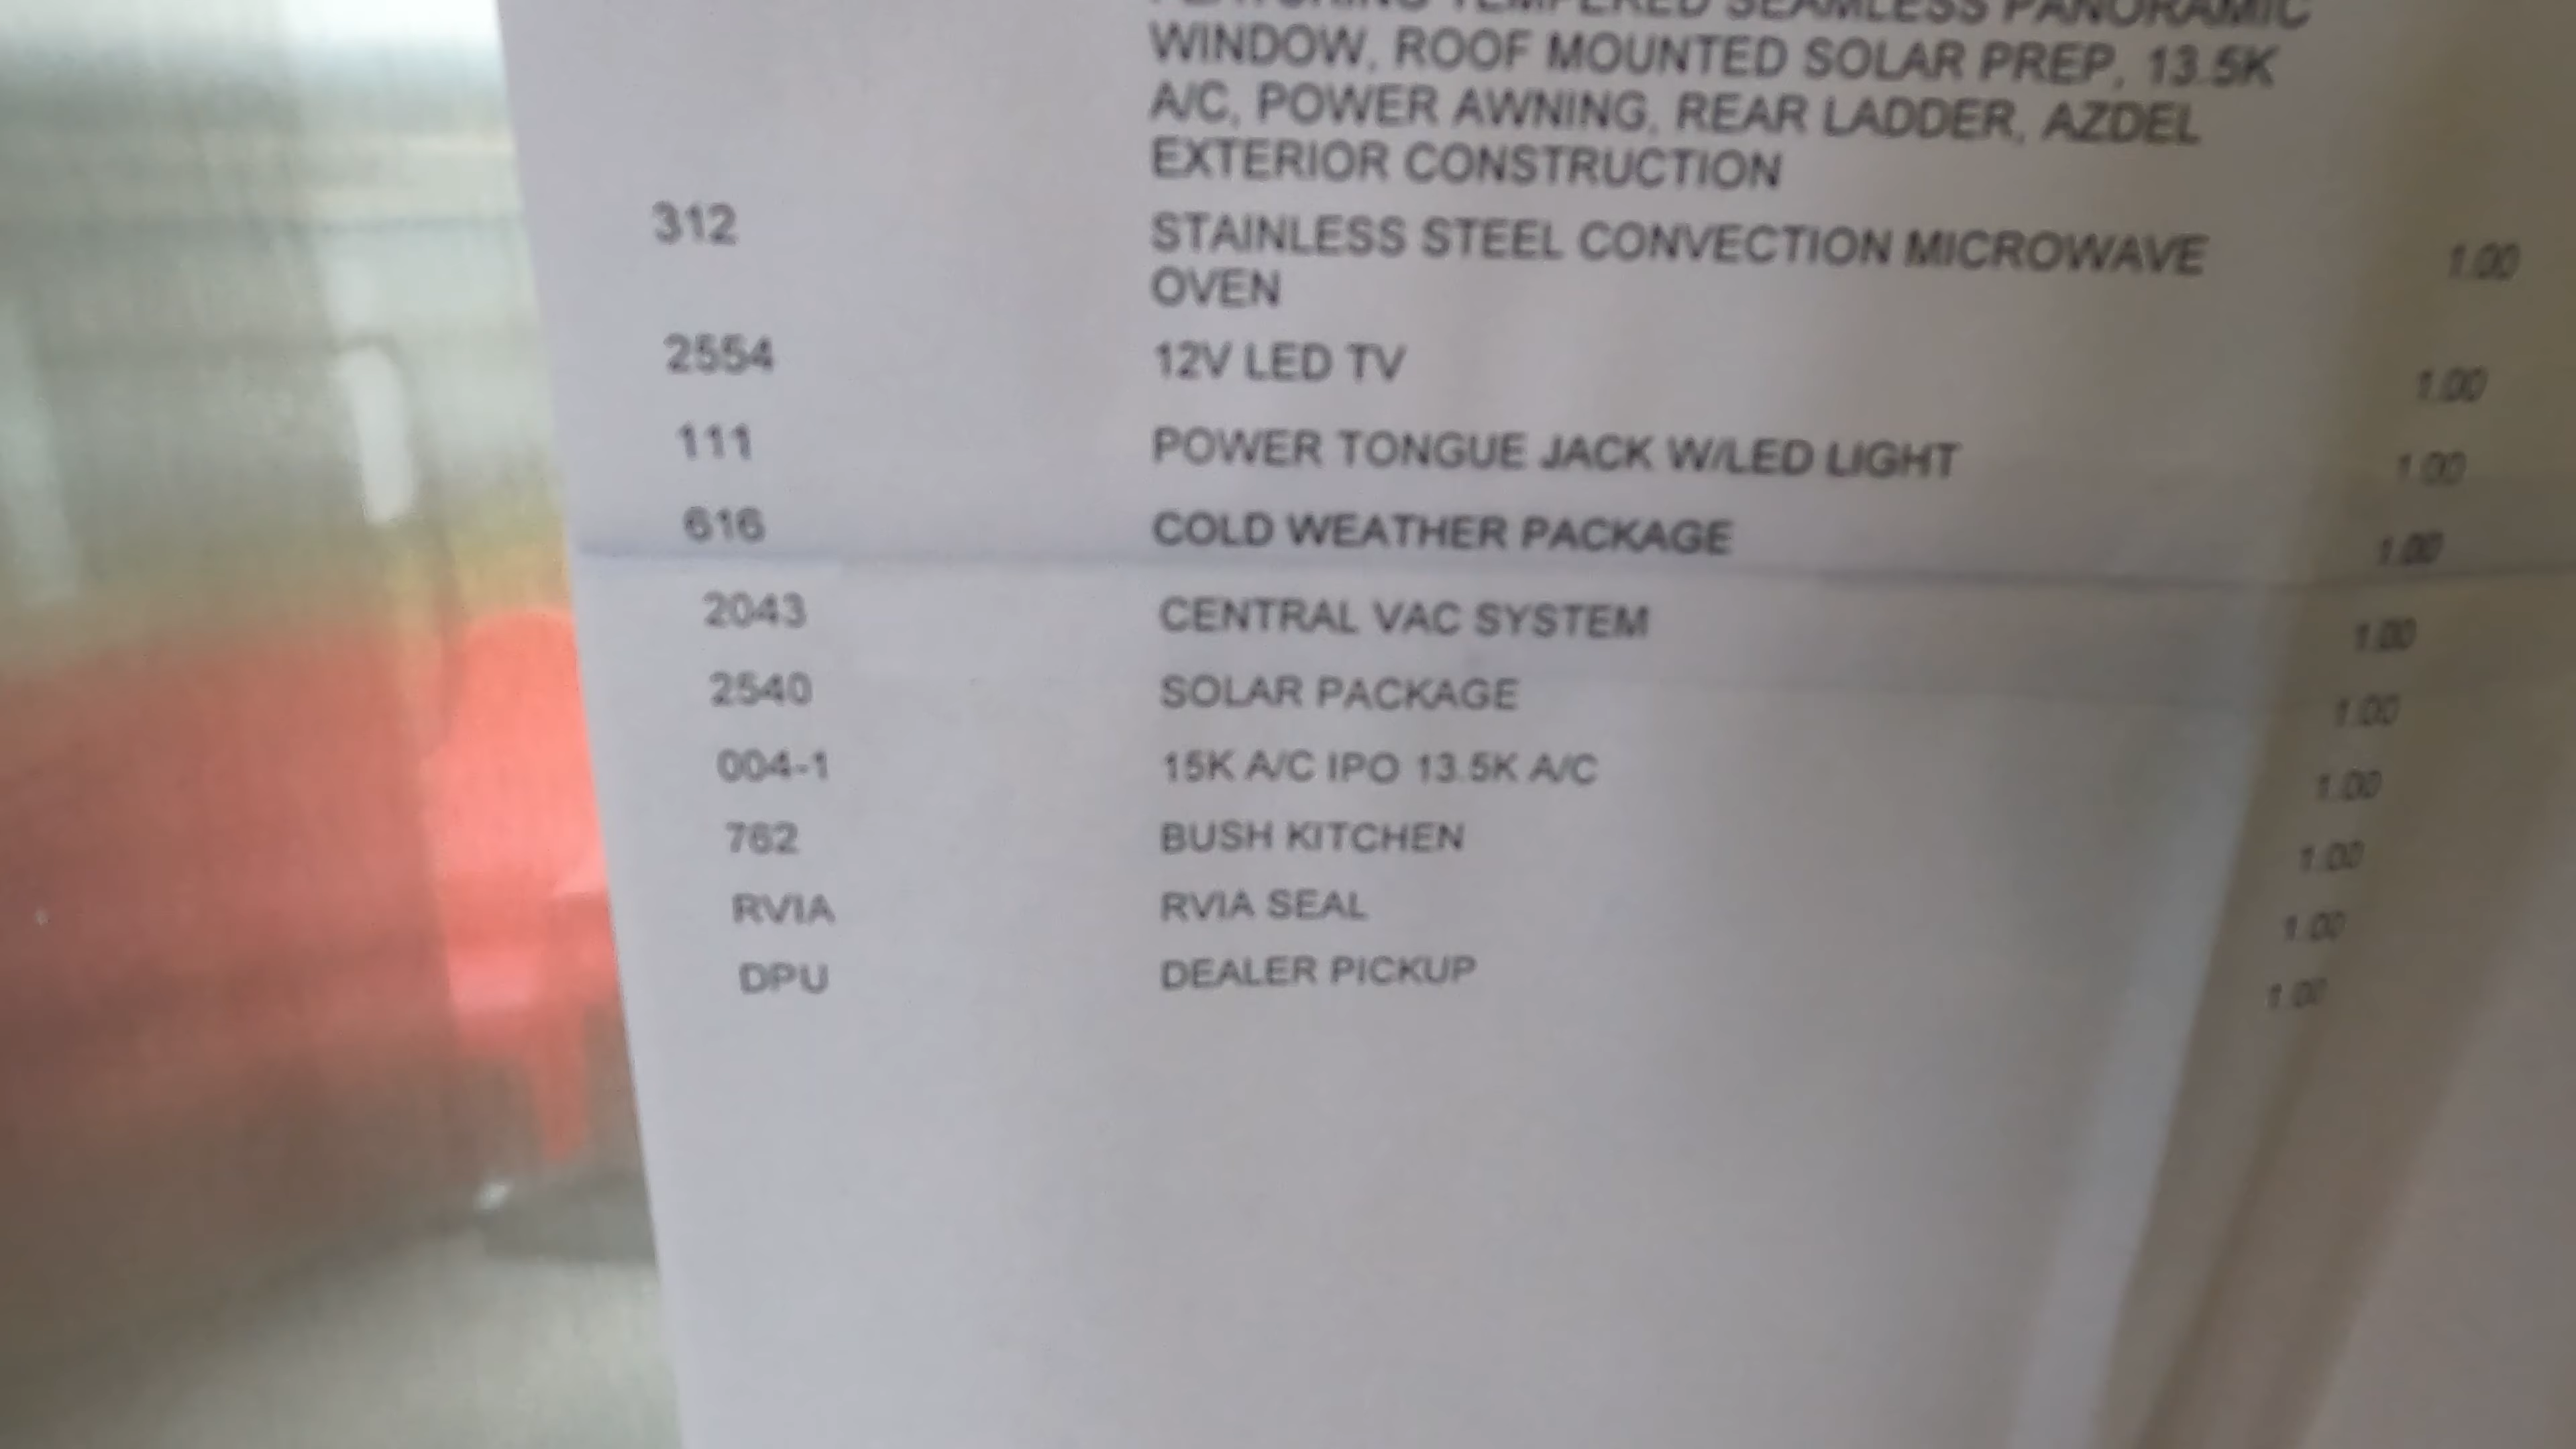 FEATURING TEMPERED SEAMLESS PANORAMIC
WINDOW, ROOF MOUNTED SOLAR PREP, 13.5K
A/C, POWER AWNING, REAR LADDER, AZDEL
EXTERIOR CONSTRUCTION
312 STAINLESS STEEL CONVECTION MICROWAVE 1.00
OVEN
2554 12V LED TV 1.00
111 POWER TONGUE JACK W/LED LIGHT 1.00
616 COLD WEATHER PACKAGE 1.00
2043 CENTRAL VAC SYSTEM 1.00
2540 SOLAR PACKAGE 1.00
004-1 15K A/C IPO 13.5K A/C 1.00
762 BUSH KITCHEN 1.00
RVIA RVIA SEAL 1.00
DPU DEALER PICKUP 1.00